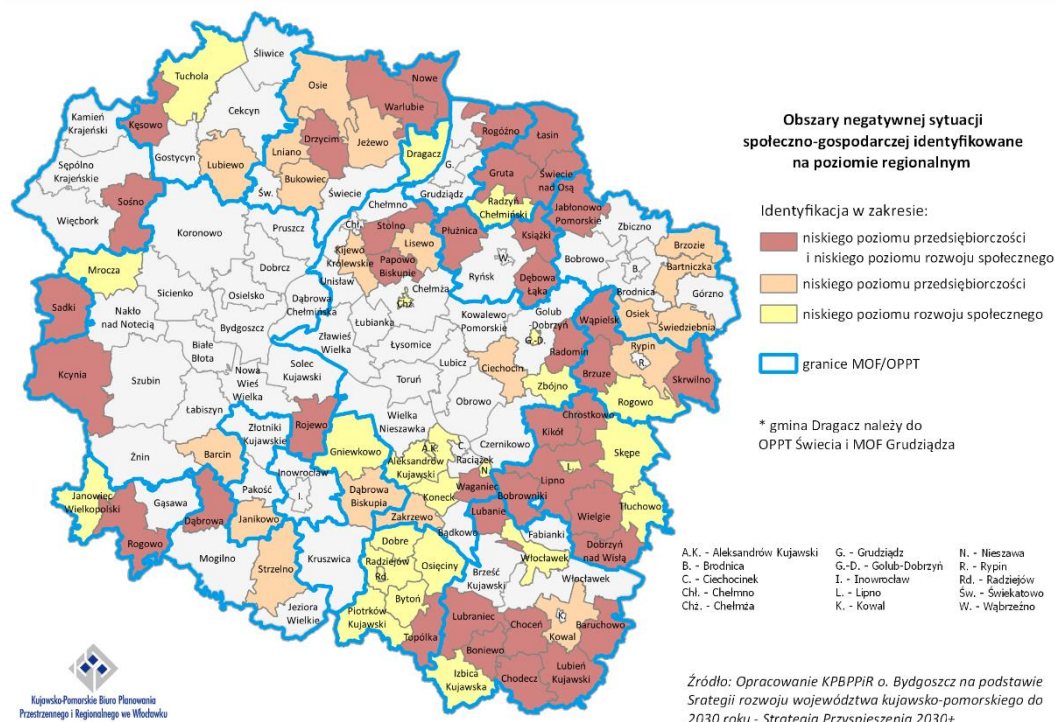 Obszary negatywnej sytuacji
społeczno-gospodarczej identyfikowane
na poziomie regionalnym
Identyfikacja w zakresie:
niskiego poziomu przedsiębiorczości
i niskiego poziomu rozwoju społecznego
niskiego poziomu przedsiębiorczości
niskiego poziomu rozwoju społecznego
granice MOF/OPPT
* gmina Dragacz należy do
OPPT Świecia i MOF Grudziądza
Śliwice
Tuchola
Osie
Nowe
Warlubie
Cekcyn
Kamień
Krajeński
Kęsowo
Drzycim
Jeżewo
Rogóźno
Łasin
Gostycyn
Lubiewo
Lniano
Dragacz
G.
Sępólno
Krajeńskie
Bukowiec
Gruta
Świecie
nad Osą
Św.
Świecie
Grudziądz
Radzyń
Chełmiński
Sośno
Chełmno
Jabłonowo
Pomorskie
Więcbork
Koronowo
Pruszcz
Chł.
Stolno
Płużnica
Książki
Zbiczno
Kijewo
Królewskie
Lisewo
Bobrowo
Brzozie
Papowo
Biskupie
Ryńsk
W.
B.
Bartniczka
Mrocza
Dobrcz
Unisław
Chełmża
Dębowa
Łąka
Brodnica
Górzno
Sicienko
Osielsko
Dąbrowa
Chełmińska
Chż.
Golub
-Dobrzyń
Sadki
Nakło
nad Notecią
Łubianka
Kowalewo
Pomorskie
Wąpielsk
Osiek
Świedziebnia
Bydgoszcz
Zławieś
Wielka
Łysomice
G.-D.
Rypin
R.
Białe
Błota
Lubicz
Radomin
Kcynia
Solec
Kujawski
Ciechocin
Brzuze
Skrwilno
Szubin
Nowa
Wieś
Wielka
Toruń
Zbójno
Rogowo
Łabiszyn
Obrowo
Wielka
Nieszawka
Chrostkowo
Złotniki
Kujawskie
Rojewo
Kikół
Żnin
Gniewkowo
A.K.
C.
Czernikowo
Skępe
Barcin
Inowrocław
Aleksandrów
Kujawski
Raciążek
N.
L.
Janowiec
Wielkopolski
Pakość
I.
Koneck
Waganiec
Lipno
Gąsawa
Dąbrowa
Biskupia
Bobrowniki
Tłuchowo
Rogowo
Dąbrowa
Janikowo
Zakrzewo
Lubanie
Wielgie
Bądkowo
Fabianki
Mogilno
Kruszwica
Dobre
Dobrzyń
nad Wisłą
Strzelno
Radziejów
Rd.
Osięciny
Włocławek
Brześć
Kujawski
Włocławek
Jeziora
Wielkie
Bytoń
Piotrków
Kujawski
Lubraniec
Choceń
K.
Kowal
Baruchowo
Topólka
Boniewo
Izbica
Kujawska
Chodecz
Lubień
Kujawski
A.K. - Aleksandrów Kujawski
B. - Brodnica
C. - Ciechocinek
Chł. - Chełmno
Chż. - Chełmża
G. - Grudziądz
G.-D. - Golub-Dobrzyń
I. - Inowrocław
L. - Lipno
K. - Kowal
N. - Nieszawa
R. - Rypin
Rd. - Radziejów
Św. - Świekatowo
W. - Wąbrzeźno
Kujawsko-Pomorskie Biuro Planowania
Przestrzennego i Regionalnego we Włocławku
Źródło: Opracowanie KPBPPiR o. Bydgoszcz na podstawie
Srategii rozwoju województwa kujawsko-pomorskiego do
2030 roku - Strategia Przyspieszenia 2030+